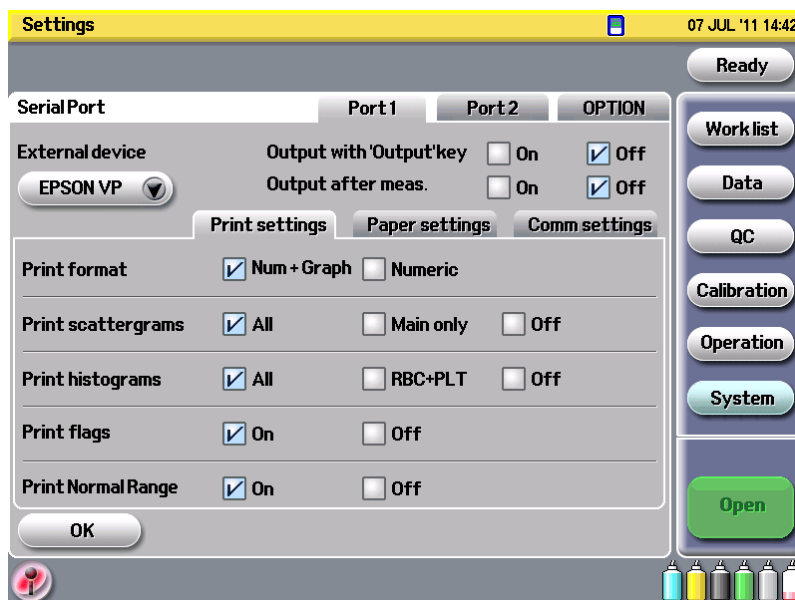 Settings
07 JUL '11 14:42
Ready
Serial Port Port 1 Port 2 OPTION
External device
Output with 'Output' key On Off
EPSON VP
Output after meas. On Off
Print settings Paper settings Comm settings
Print format Num + Graph Numeric
Print scattergrams All Main only Off
Print histograms All RBC+PLT Off
Print flags On Off
Print Normal Range On Off
OK
Work list
Data
QC
Calibration
Operation
System
Open